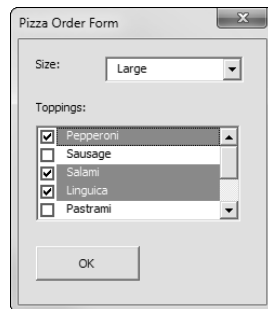 Pizza Order Form
Size: Large
Toppings:
Pepperoni
Sausage
Salami
Linguica
Pastrami
OK